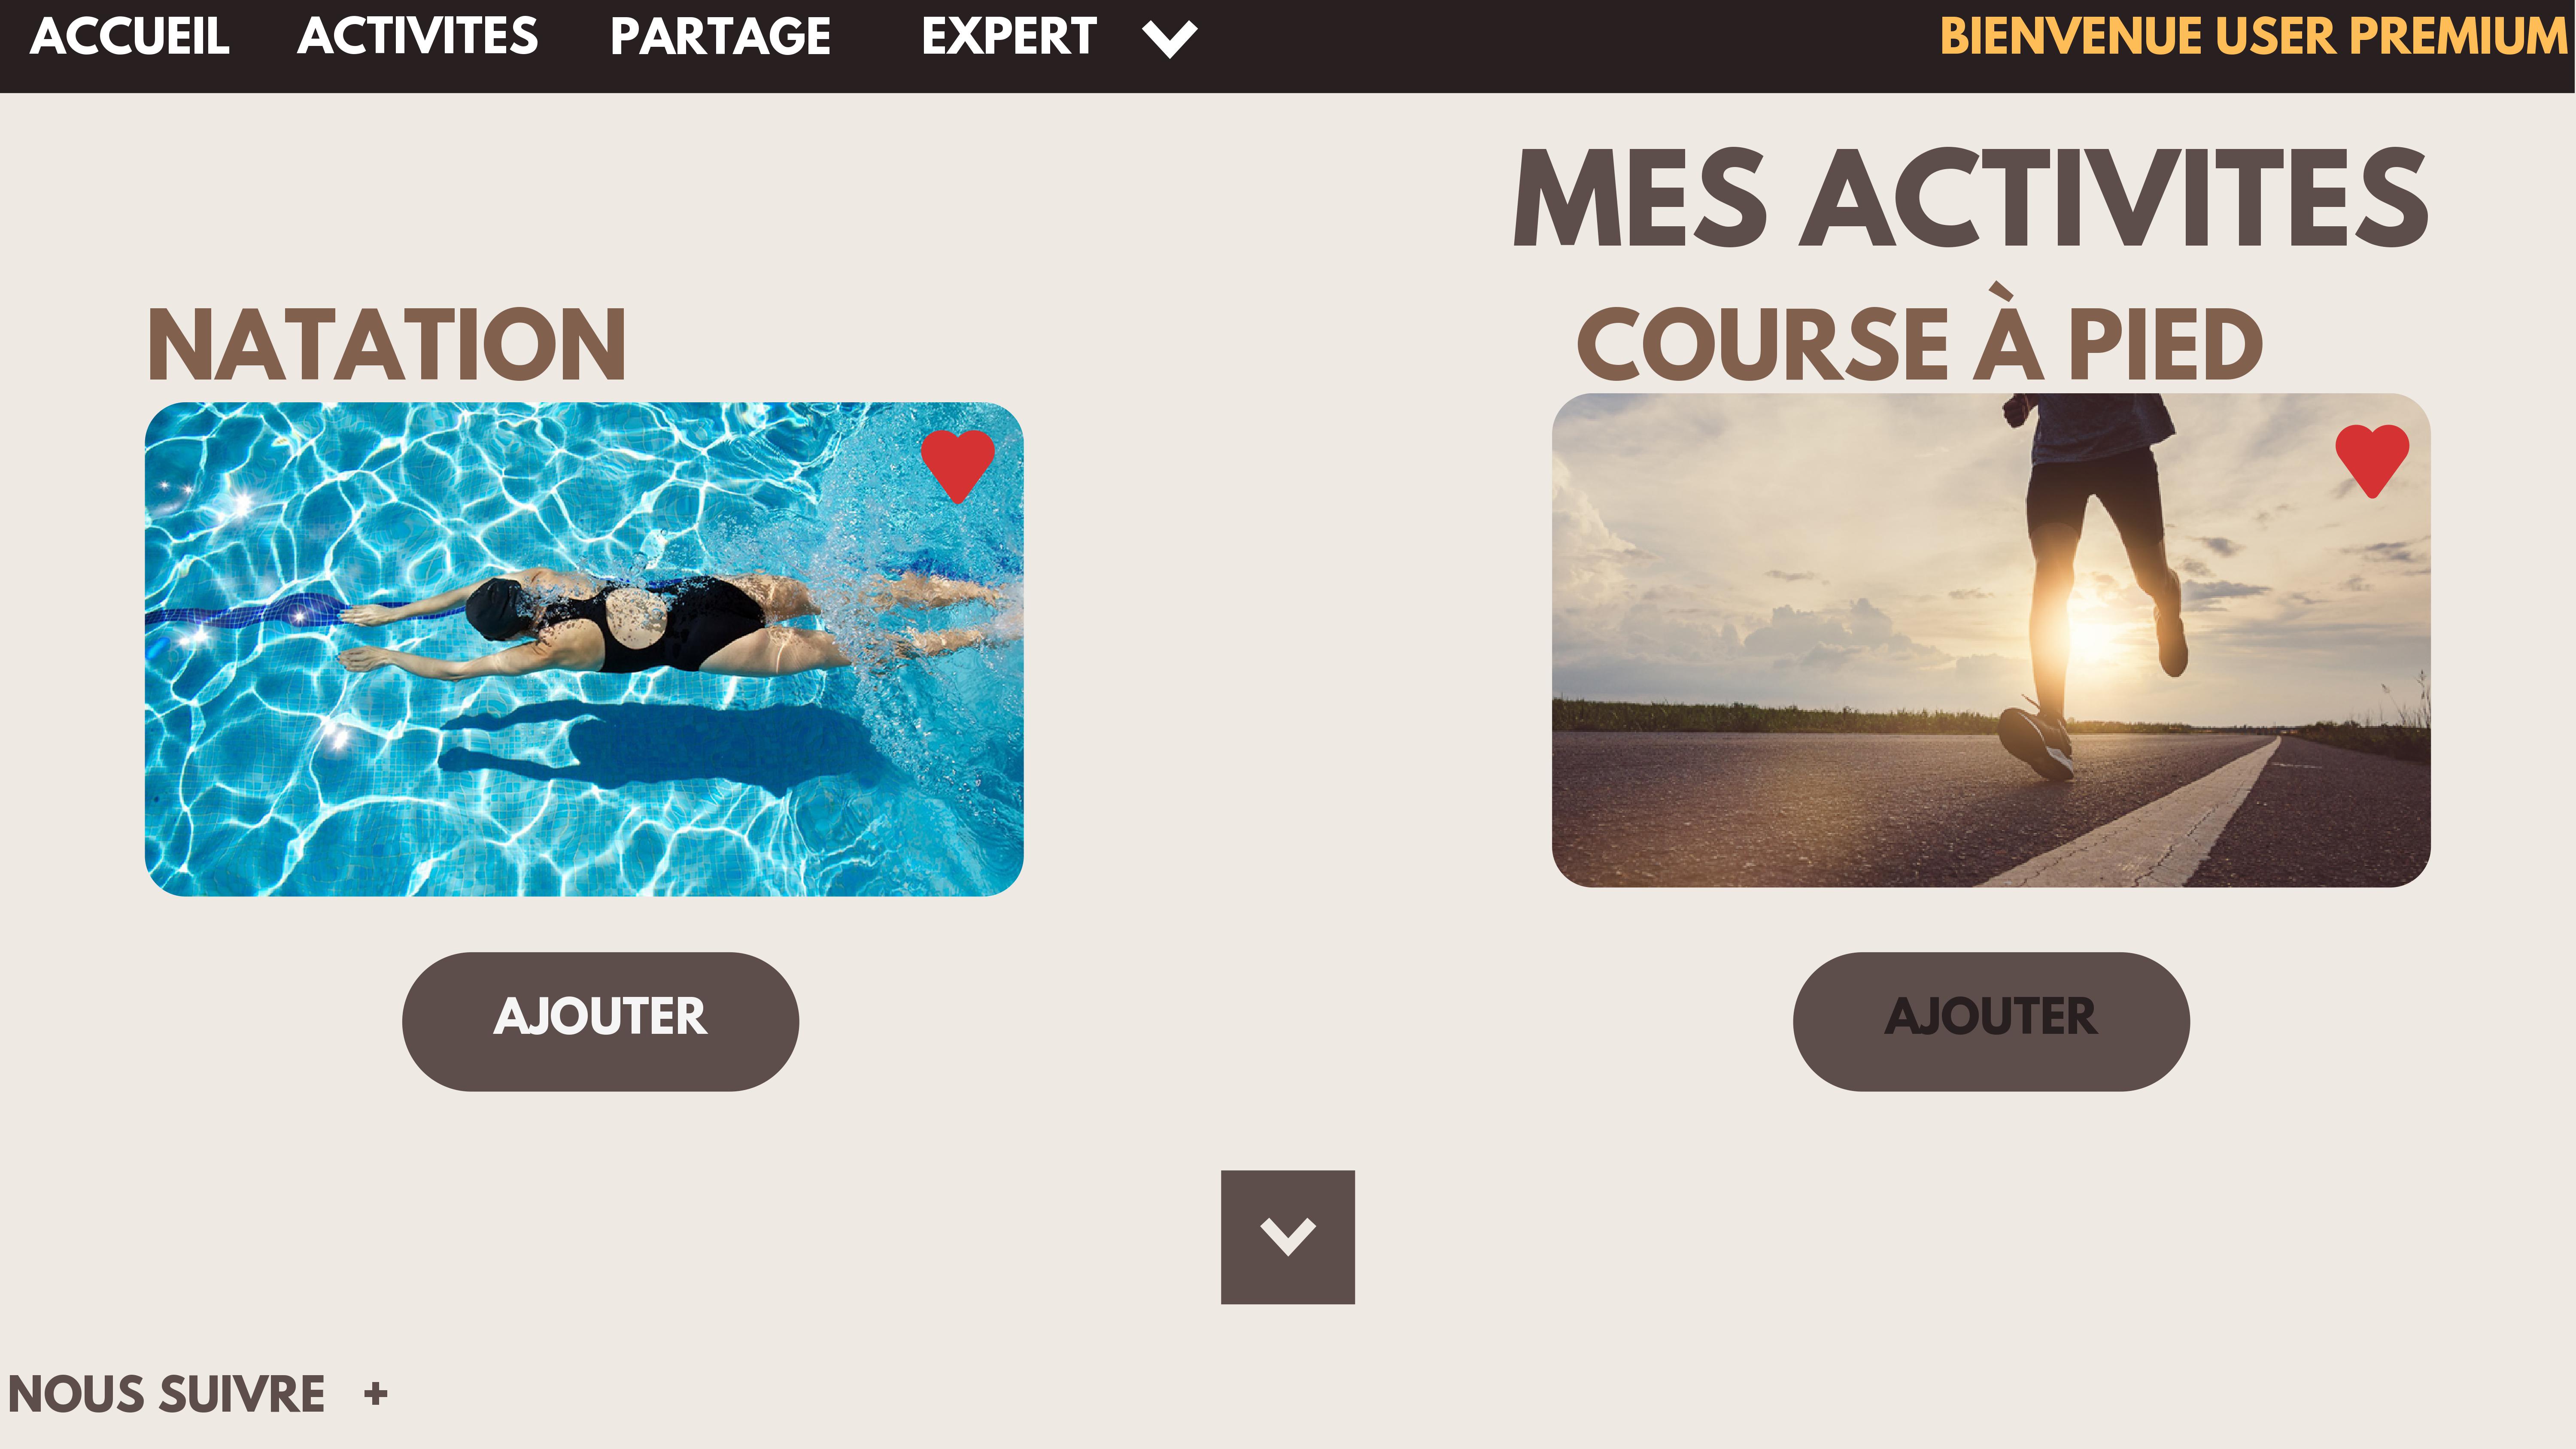 ACCUEIL ACTIVITES PARTAGE EXPERT BIENVENUE USER PREMIUM
MES ACTIVITES
NATATION COURSE À PIED
AJOUTER AJOUTER
NOUS SUIVRE +